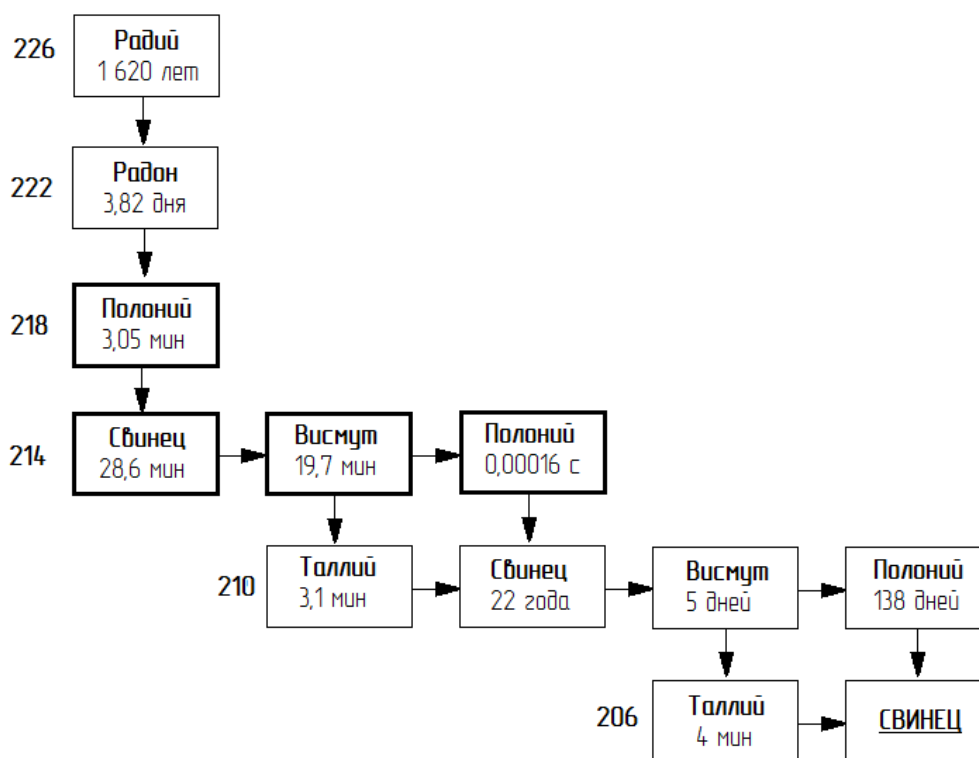 226
Радий
1 620 лет
222
Радон
3,82 дня
218
Полоний
3,05 мин
214
Свинец
28,6 мин
Висмут
19,7 мин
Полоний
0,00016 с
210
Таллий
3,1 мин
Свинец
22 года
Висмут
5 дней
Полоний
138 дней
206
Таллий
4 мин
СВИНЕЦ